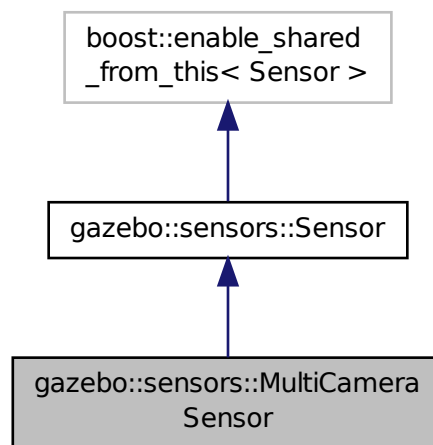 boost::enable_shared
_from_this< Sensor >
gazebo::sensors::Sensor
gazebo::sensors::MultiCamera
Sensor